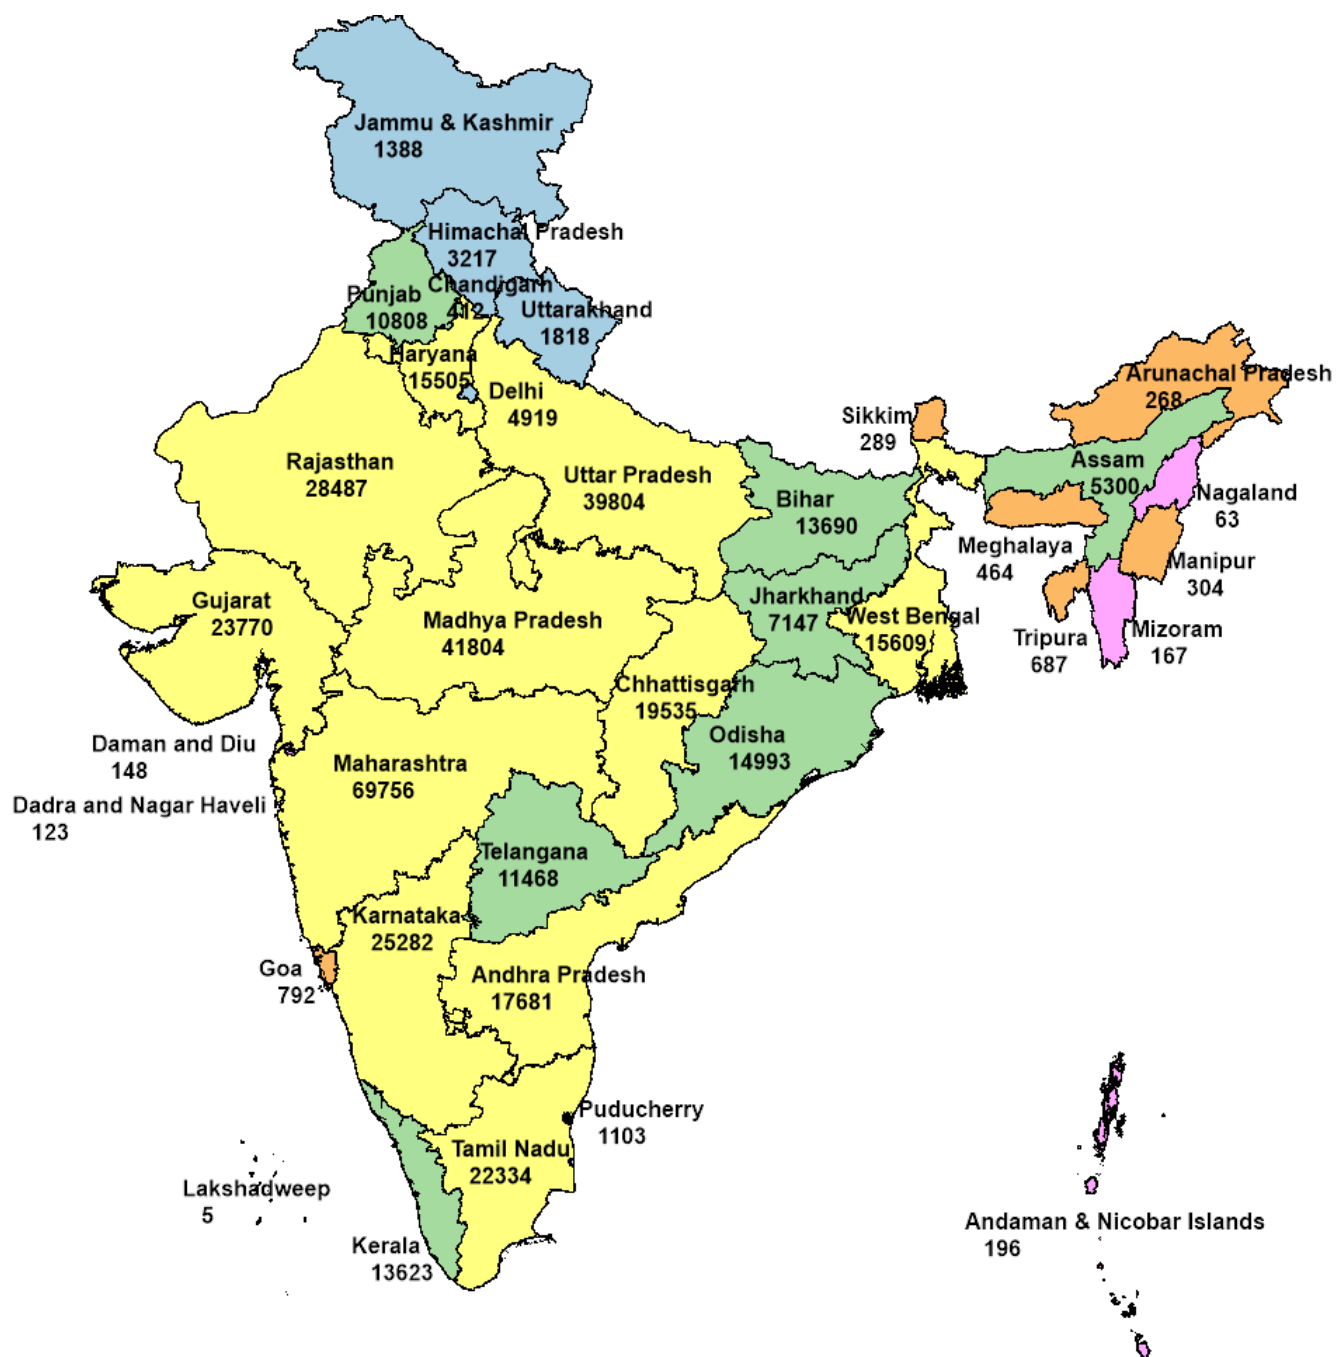 Jammu & Kashmir
1388
Himachal Pradesh
3217
Chandigarh
412
Punjab
10808
Uttarakhand
1818
Haryana
15505
Delhi
4919
Arunachal Pradesh
268
Sikkim
289
Rajasthan
28487
Uttar Pradesh
39804
Assam
5300
Bihar
13690
Nagaland
63
Meghalaya
464
Manipur
304
Gujarat
23770
Madhya Pradesh
41804
Jharkhand
7147
West Bengal
15609
Tripura
687
Mizoram
167
Chhattisgarh
19535
Odisha
14993
Daman and Diu
148
Maharashtra
69756
Dadra and Nagar Haveli
123
Telangana
11468
Karnataka
25282
Goa
792
Andhra Pradesh
17681
Puducherry
1103
Tamil Nadu
22334
Lakshadweep
5
Kerala
13623
Andaman & Nicobar Islands
196